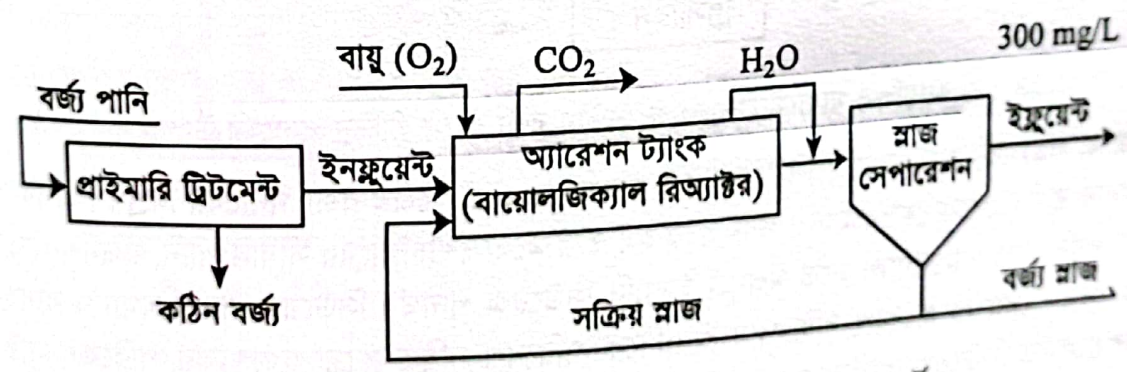 300 mg/L
বায়ু (O₂)
CO₂
H₂O
বর্জ্য পানি
ইফ্লুয়েন্ট
স্লাজ
সেপারেশন
অ্যারেশন ট্যাংক
(বায়োলজিক্যাল রিঅ্যাক্টর)
ইনফ্লুয়েন্ট
প্রাইমারি ট্রিটমেন্ট
বর্জ্য স্লাজ
কঠিন বর্জ্য
সক্রিয় স্লাজ